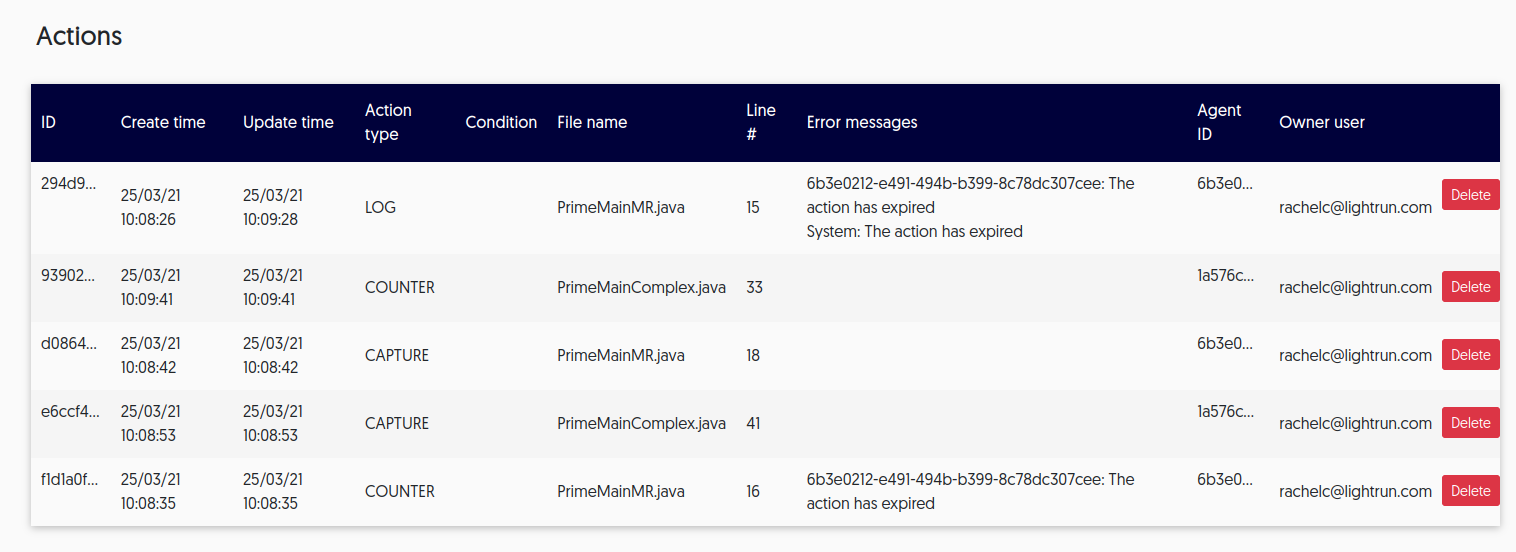 Actions
ID Create time Update time Action type Condition File name Line # Error messages Agent ID Owner user
294d9... 25/03/21 10:08:26 25/03/21 10:09:28 LOG PrimeMainMR.java 15 6b3e0212-e491-494b-b399-8c78dc307cee: The action has expired System: The action has expired 6b3e0... rachelc@lightrun.com Delete
93902... 25/03/21 10:09:41 25/03/21 10:09:41 COUNTER PrimeMainComplex.java 33 1a576c... rachelc@lightrun.com Delete
d0864... 25/03/21 10:08:42 25/03/21 10:08:42 CAPTURE PrimeMainMR.java 18 6b3e0... rachelc@lightrun.com Delete
e6ccf4... 25/03/21 10:08:53 25/03/21 10:08:53 CAPTURE PrimeMainComplex.java 41 1a576c... rachelc@lightrun.com Delete
f1d1a0f... 25/03/21 10:08:35 25/03/21 10:08:35 COUNTER PrimeMainMR.java 16 6b3e0212-e491-494b-b399-8c78dc307cee: The action has expired 6b3e0... rachelc@lightrun.com Delete